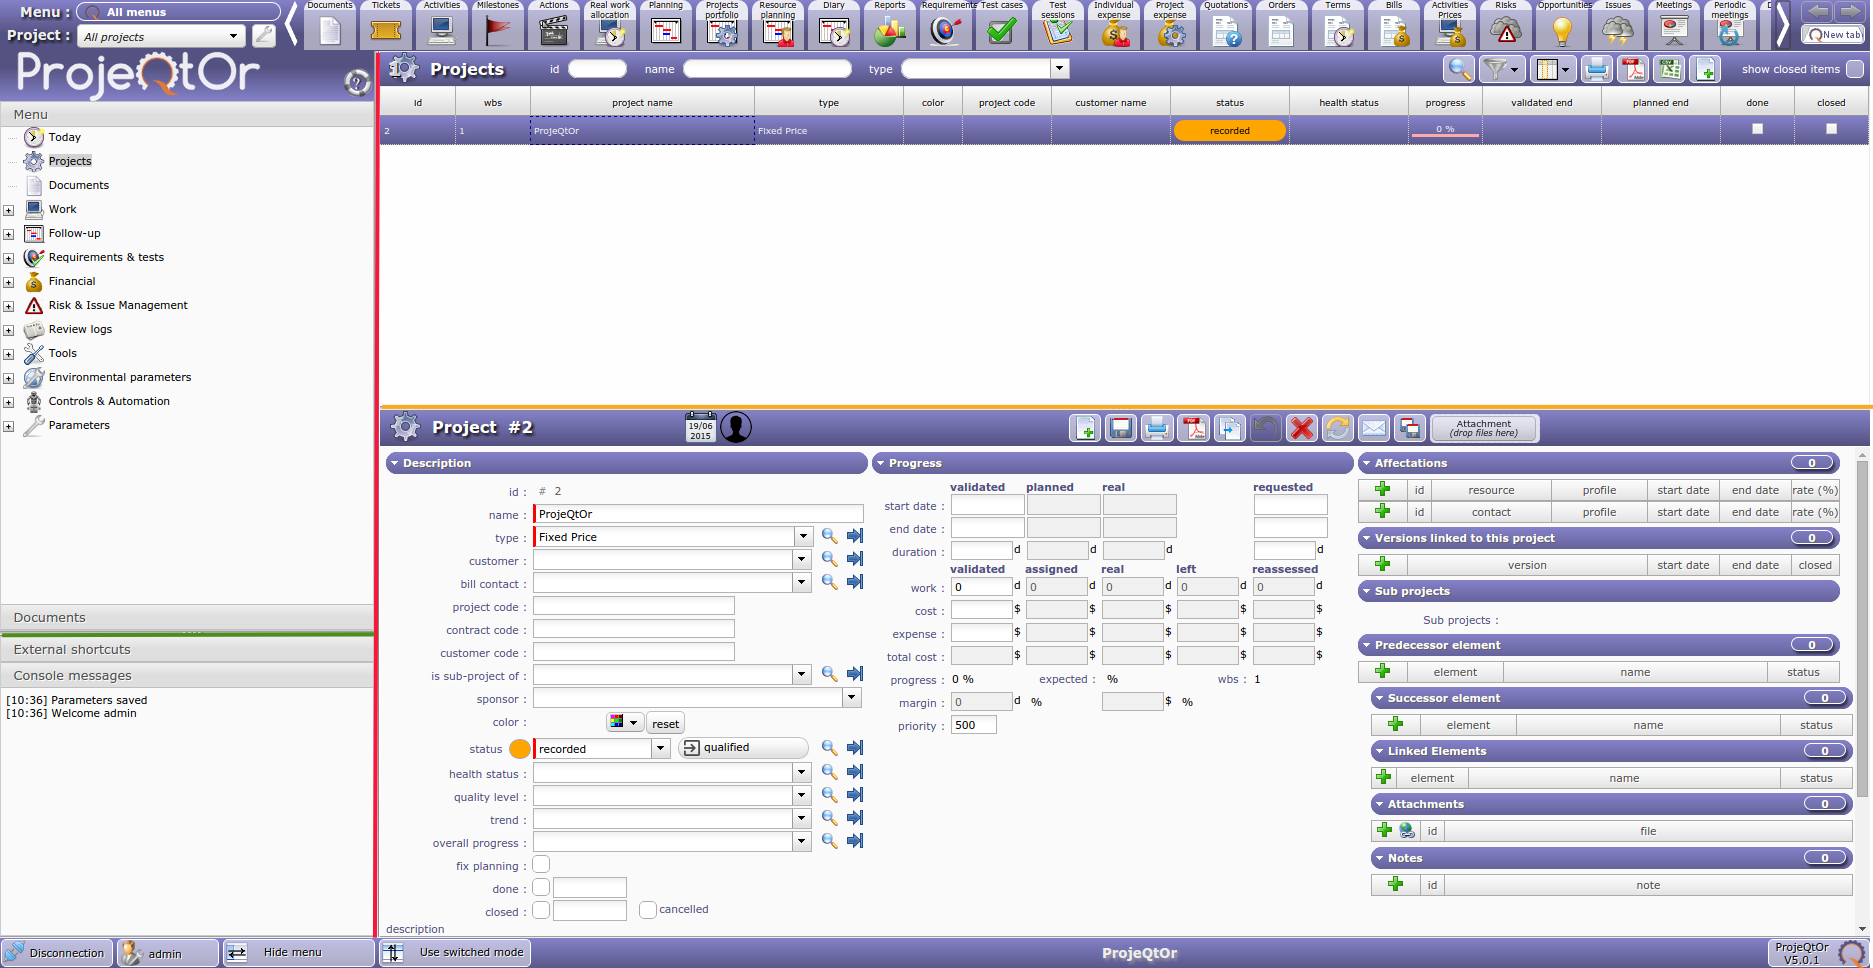 Menu :
All menus
Project :
All projects
Documents
Tickets
Activities
Milestones
Actions
Real work
allocation
Planning
Projects
portfolio
Resource
planning
Diary
Reports
Requirements
Test cases
Test
sessions
Individual
expense
Project
expense
Quotations
Orders
Terms
Bills
Activities
Prices
Risks
Opportunities
Issues
Meetings
Periodic
meetings
New tab
ProjeQtOr
Projects
id
name
type
show closed items
Menu
Today
Projects
Documents
Work
Follow-up
Requirements & tests
Financial
Risk & Issue Management
Review logs
Tools
Environmental parameters
Controls & Automation
Parameters
Documents
External shortcuts
Console messages
[10:36] Parameters saved
[10:36] Welcome admin
id wbs project name type color project code customer name status health status progress validated end planned end done closed
2 1 ProjeQtOr Fixed Price recorded 0 %
Project #2
19/06
2015
Attachment
(drop files here)
Description
id : # 2
name : ProjeQtOr
type : Fixed Price
customer :
bill contact :
project code :
contract code :
customer code :
is sub-project of :
sponsor :
color : reset
status recorded qualified
health status :
quality level :
trend :
overall progress :
fix planning :
done :
closed : cancelled
description
Progress
validated planned real requested
start date :
end date :
duration : d d d d
validated assigned real left reassessed
work : 0 d 0 d 0 d 0 d 0 d
cost : $ $ $ $ $
expense : $ $ $ $ $
total cost : $ $ $ $ $
progress : 0 % expected : % wbs : 1
margin : 0 d % $ %
priority : 500
Affectations 0
id resource profile start date end date rate (%)
id contact profile start date end date rate (%)
Versions linked to this project 0
version start date end date closed
Sub projects
Sub projects :
Predecessor element 0
element name status
Successor element 0
element name status
Linked Elements 0
element name status
Attachments 0
id file
Notes 0
id note
Disconnection
admin
Hide menu
Use switched mode
ProjeQtOr
ProjeQtOr
V5.0.1